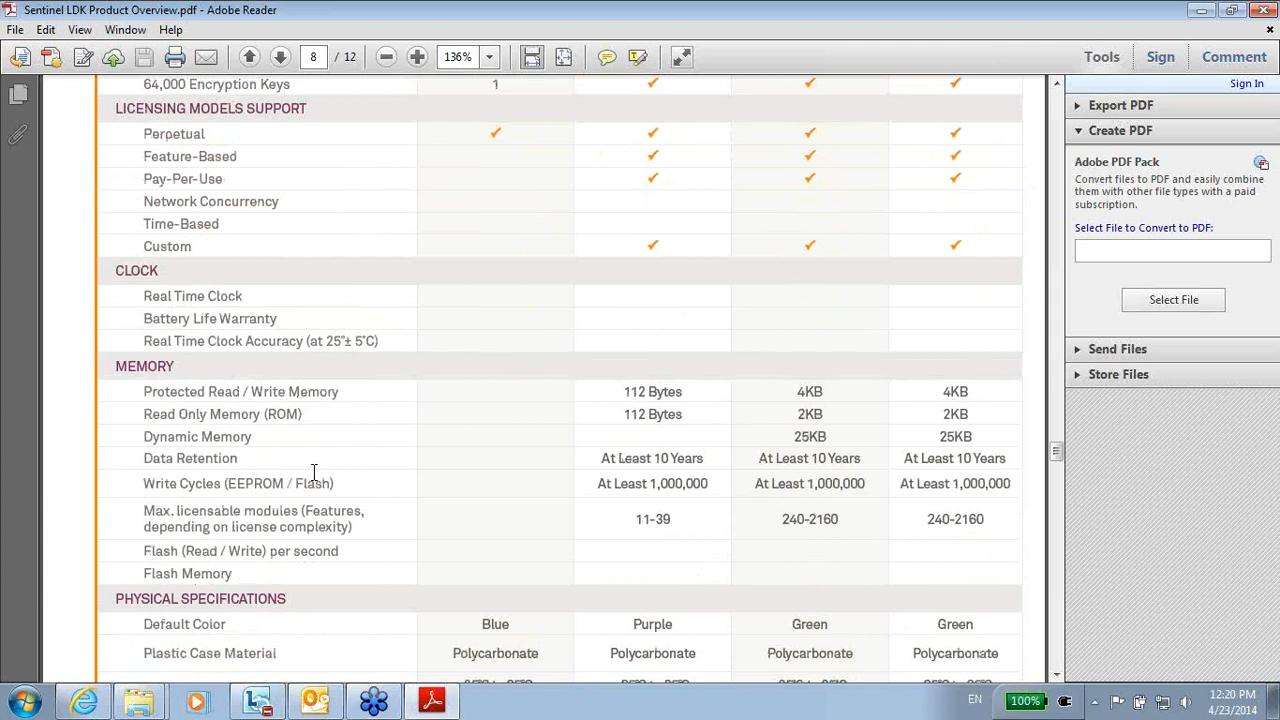 Sentinel LDK Product Overview.pdf - Adobe Reader
File Edit View Window Help
8 / 12 136% Tools Sign Comment
Sign In
64,000 Encryption Keys 1 ✔ ✔ ✔
LICENSING MODELS SUPPORT
Perpetual ✔ ✔ ✔ ✔
Feature-Based ✔ ✔ ✔
Pay-Per-Use ✔ ✔ ✔
Network Concurrency
Time-Based
Custom ✔ ✔ ✔
CLOCK
Real Time Clock
Battery Life Warranty
Real Time Clock Accuracy (at 25°± 5°C)
MEMORY
Protected Read / Write Memory 112 Bytes 4KB 4KB
Read Only Memory (ROM) 112 Bytes 2KB 2KB
Dynamic Memory 25KB 25KB
Data Retention At Least 10 Years At Least 10 Years At Least 10 Years
Write Cycles (EEPROM / Flash) At Least 1,000,000 At Least 1,000,000 At Least 1,000,000
Max. licensable modules (Features,
depending on license complexity) 11-39 240-2160 240-2160
Flash (Read / Write) per second
Flash Memory
PHYSICAL SPECIFICATIONS
Default Color Blue Purple Green Green
Plastic Case Material Polycarbonate Polycarbonate Polycarbonate Polycarbonate
Export PDF
Create PDF
Adobe PDF Pack
Convert files to PDF and easily combine
them with other file types with a paid
subscription.
Select File to Convert to PDF:
Select File
Send Files
Store Files
EN 100% 12:20 PM
4/23/2014